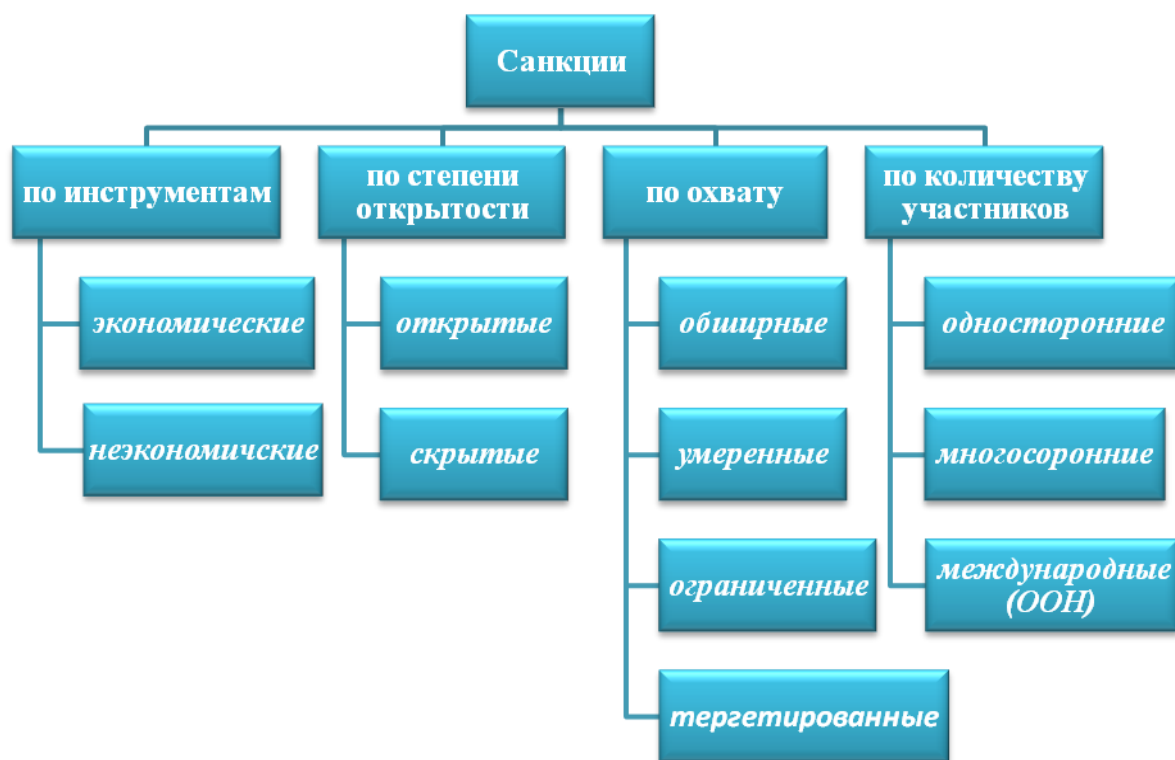 Санкции
по инструментам
по степени
открытости
по охвату
по количеству
участников
экономические
открытые
обширные
односторонние
неэкономичские
скрытые
умеренные
многосоронние
ограниченные
международные
(ООН)
тергетированные